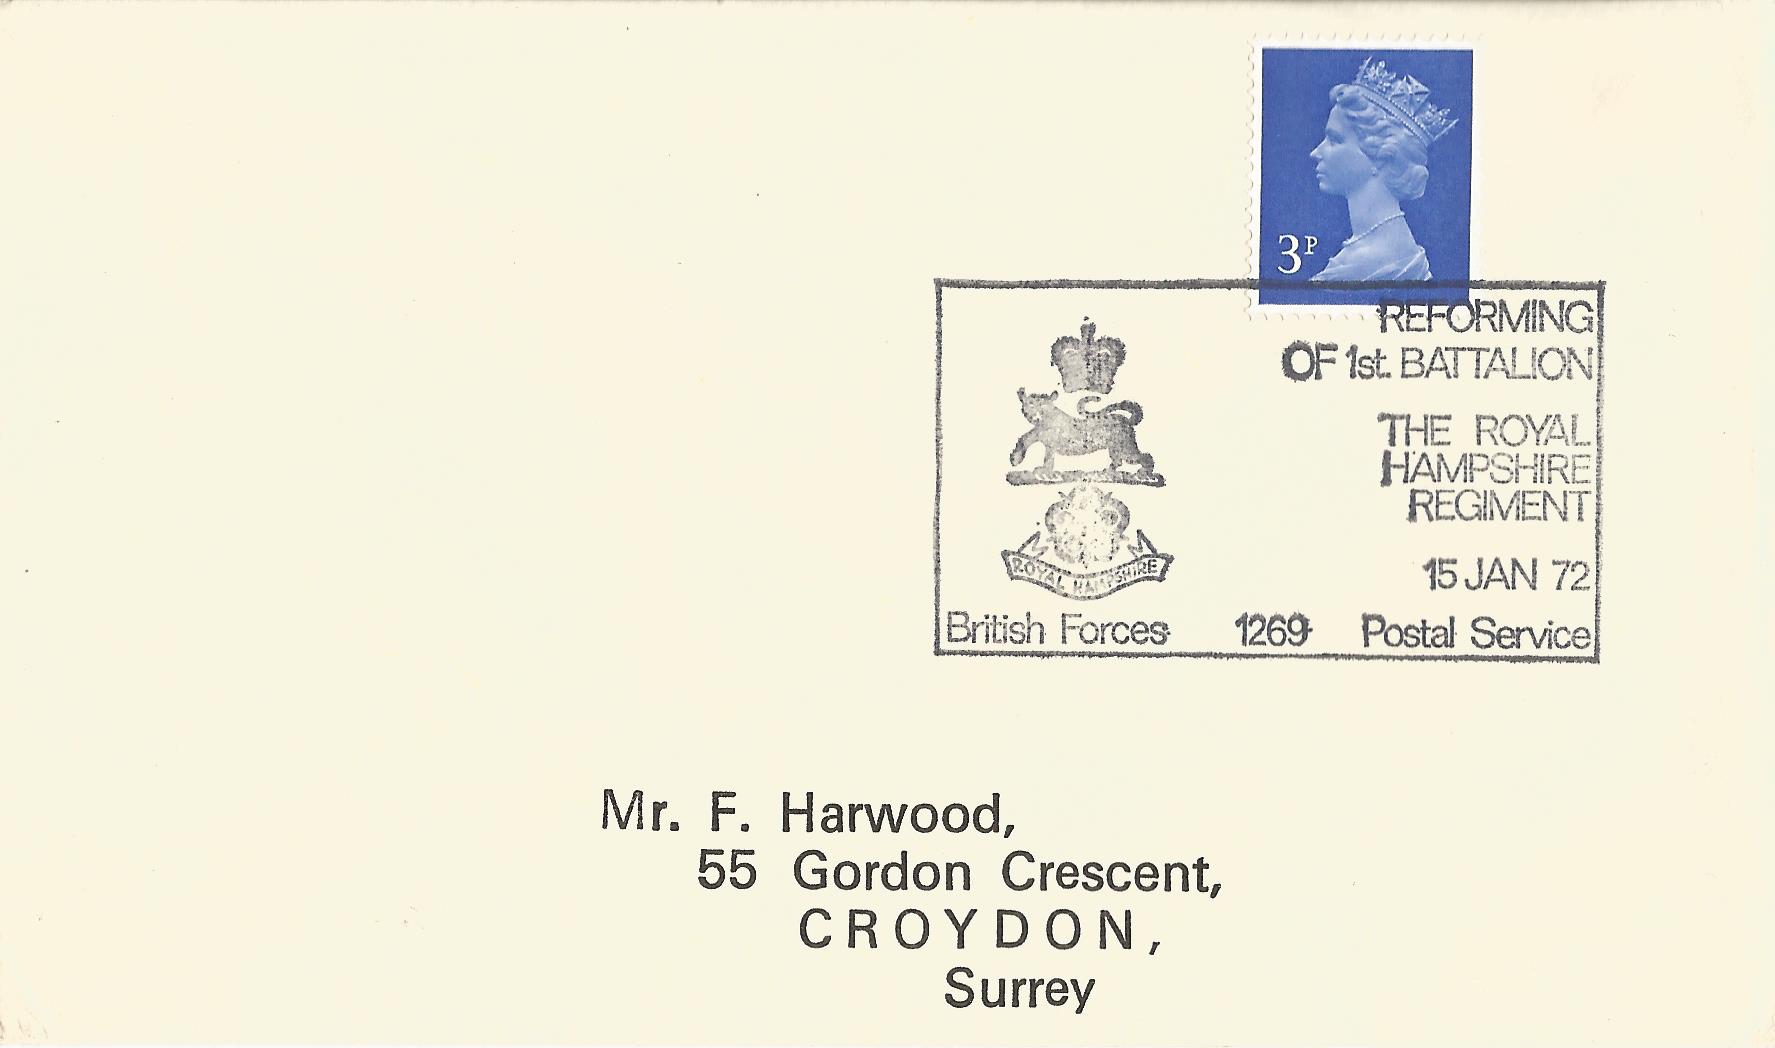 3P
REFORMING
OF 1st. BATTALION
THE ROYAL
HAMPSHIRE
REGIMENT
15 JAN 72
ROYAL HAMPSHIRE
British Forces 1269 Postal Service
Mr. F. Harwood,
55 Gordon Crescent,
CROYDON,
Surrey